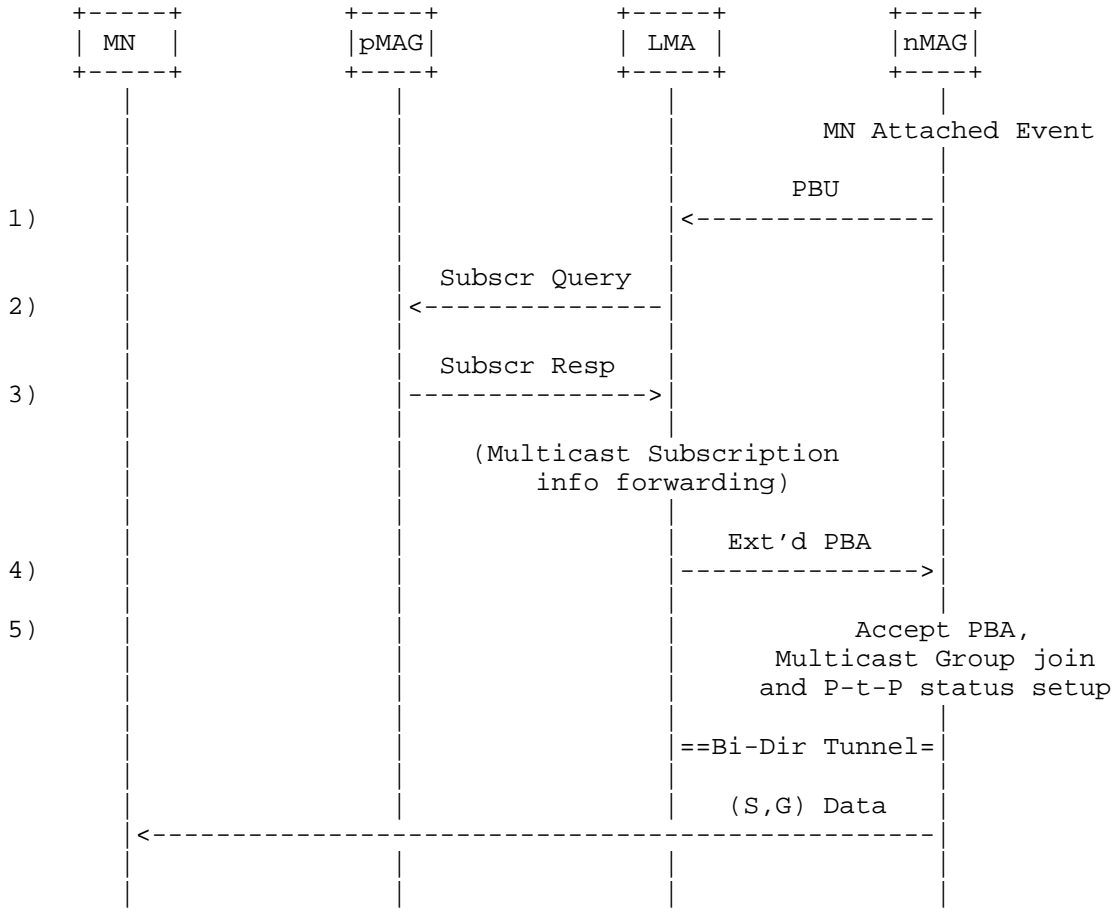 MN pMAG LMA nMAG
MN Attached Event
PBU
1)
Subscr Query
2)
Subscr Resp
3)
(Multicast Subscription
info forwarding)
Ext'd PBA
4)
5) Accept PBA,
Multicast Group join
and P-t-P status setup
==Bi-Dir Tunnel=
(S,G) Data